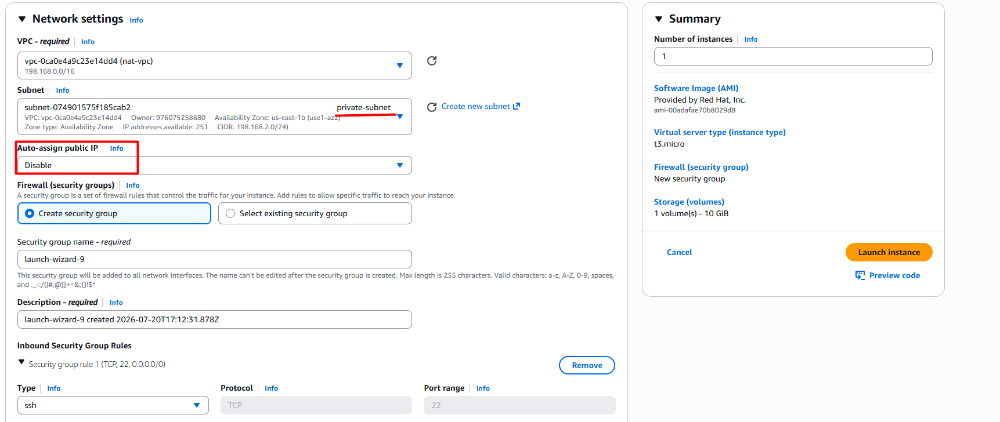 Network settings Info
VPC - required Info
vpc-0ca0e4a9c23e14dd4 (nat-vpc)
198.168.0.0/16
Subnet Info
subnet-074901575f185cab2 private-subnet
VPC: vpc-0ca0e4a9c23e14dd4 Owner: 976075258680 Availability Zone: us-east-1b (use1-az2)
Zone type: Availability Zone IP addresses available: 251 CIDR: 198.168.2.0/24)
Create new subnet
Auto-assign public IP Info
Disable
Firewall (security groups) Info
A security group is a set of firewall rules that control the traffic for your instance. Add rules to allow specific traffic to reach your instance.
Create security group
Select existing security group
Security group name - required
launch-wizard-9
This security group will be added to all network interfaces. The name can't be edited after the security group is created. Max length is 255 characters. Valid characters: a-z, A-Z, 0-9, spaces,
and ._-:/()#,@[]+=&;{}!$*
Description - required Info
launch-wizard-9 created 2026-07-20T17:12:31.878Z
Inbound Security Group Rules
Security group rule 1 (TCP, 22, 0.0.0.0/0)
Remove
Type Info
ssh
Protocol Info
TCP
Port range Info
22
Summary
Number of instances Info
1
Software Image (AMI)
Provided by Red Hat, Inc.
ami-00adafae70b8029d8
Virtual server type (instance type)
t3.micro
Firewall (security group)
New security group
Storage (volumes)
1 volume(s) - 10 GiB
Cancel
Launch instance
Preview code